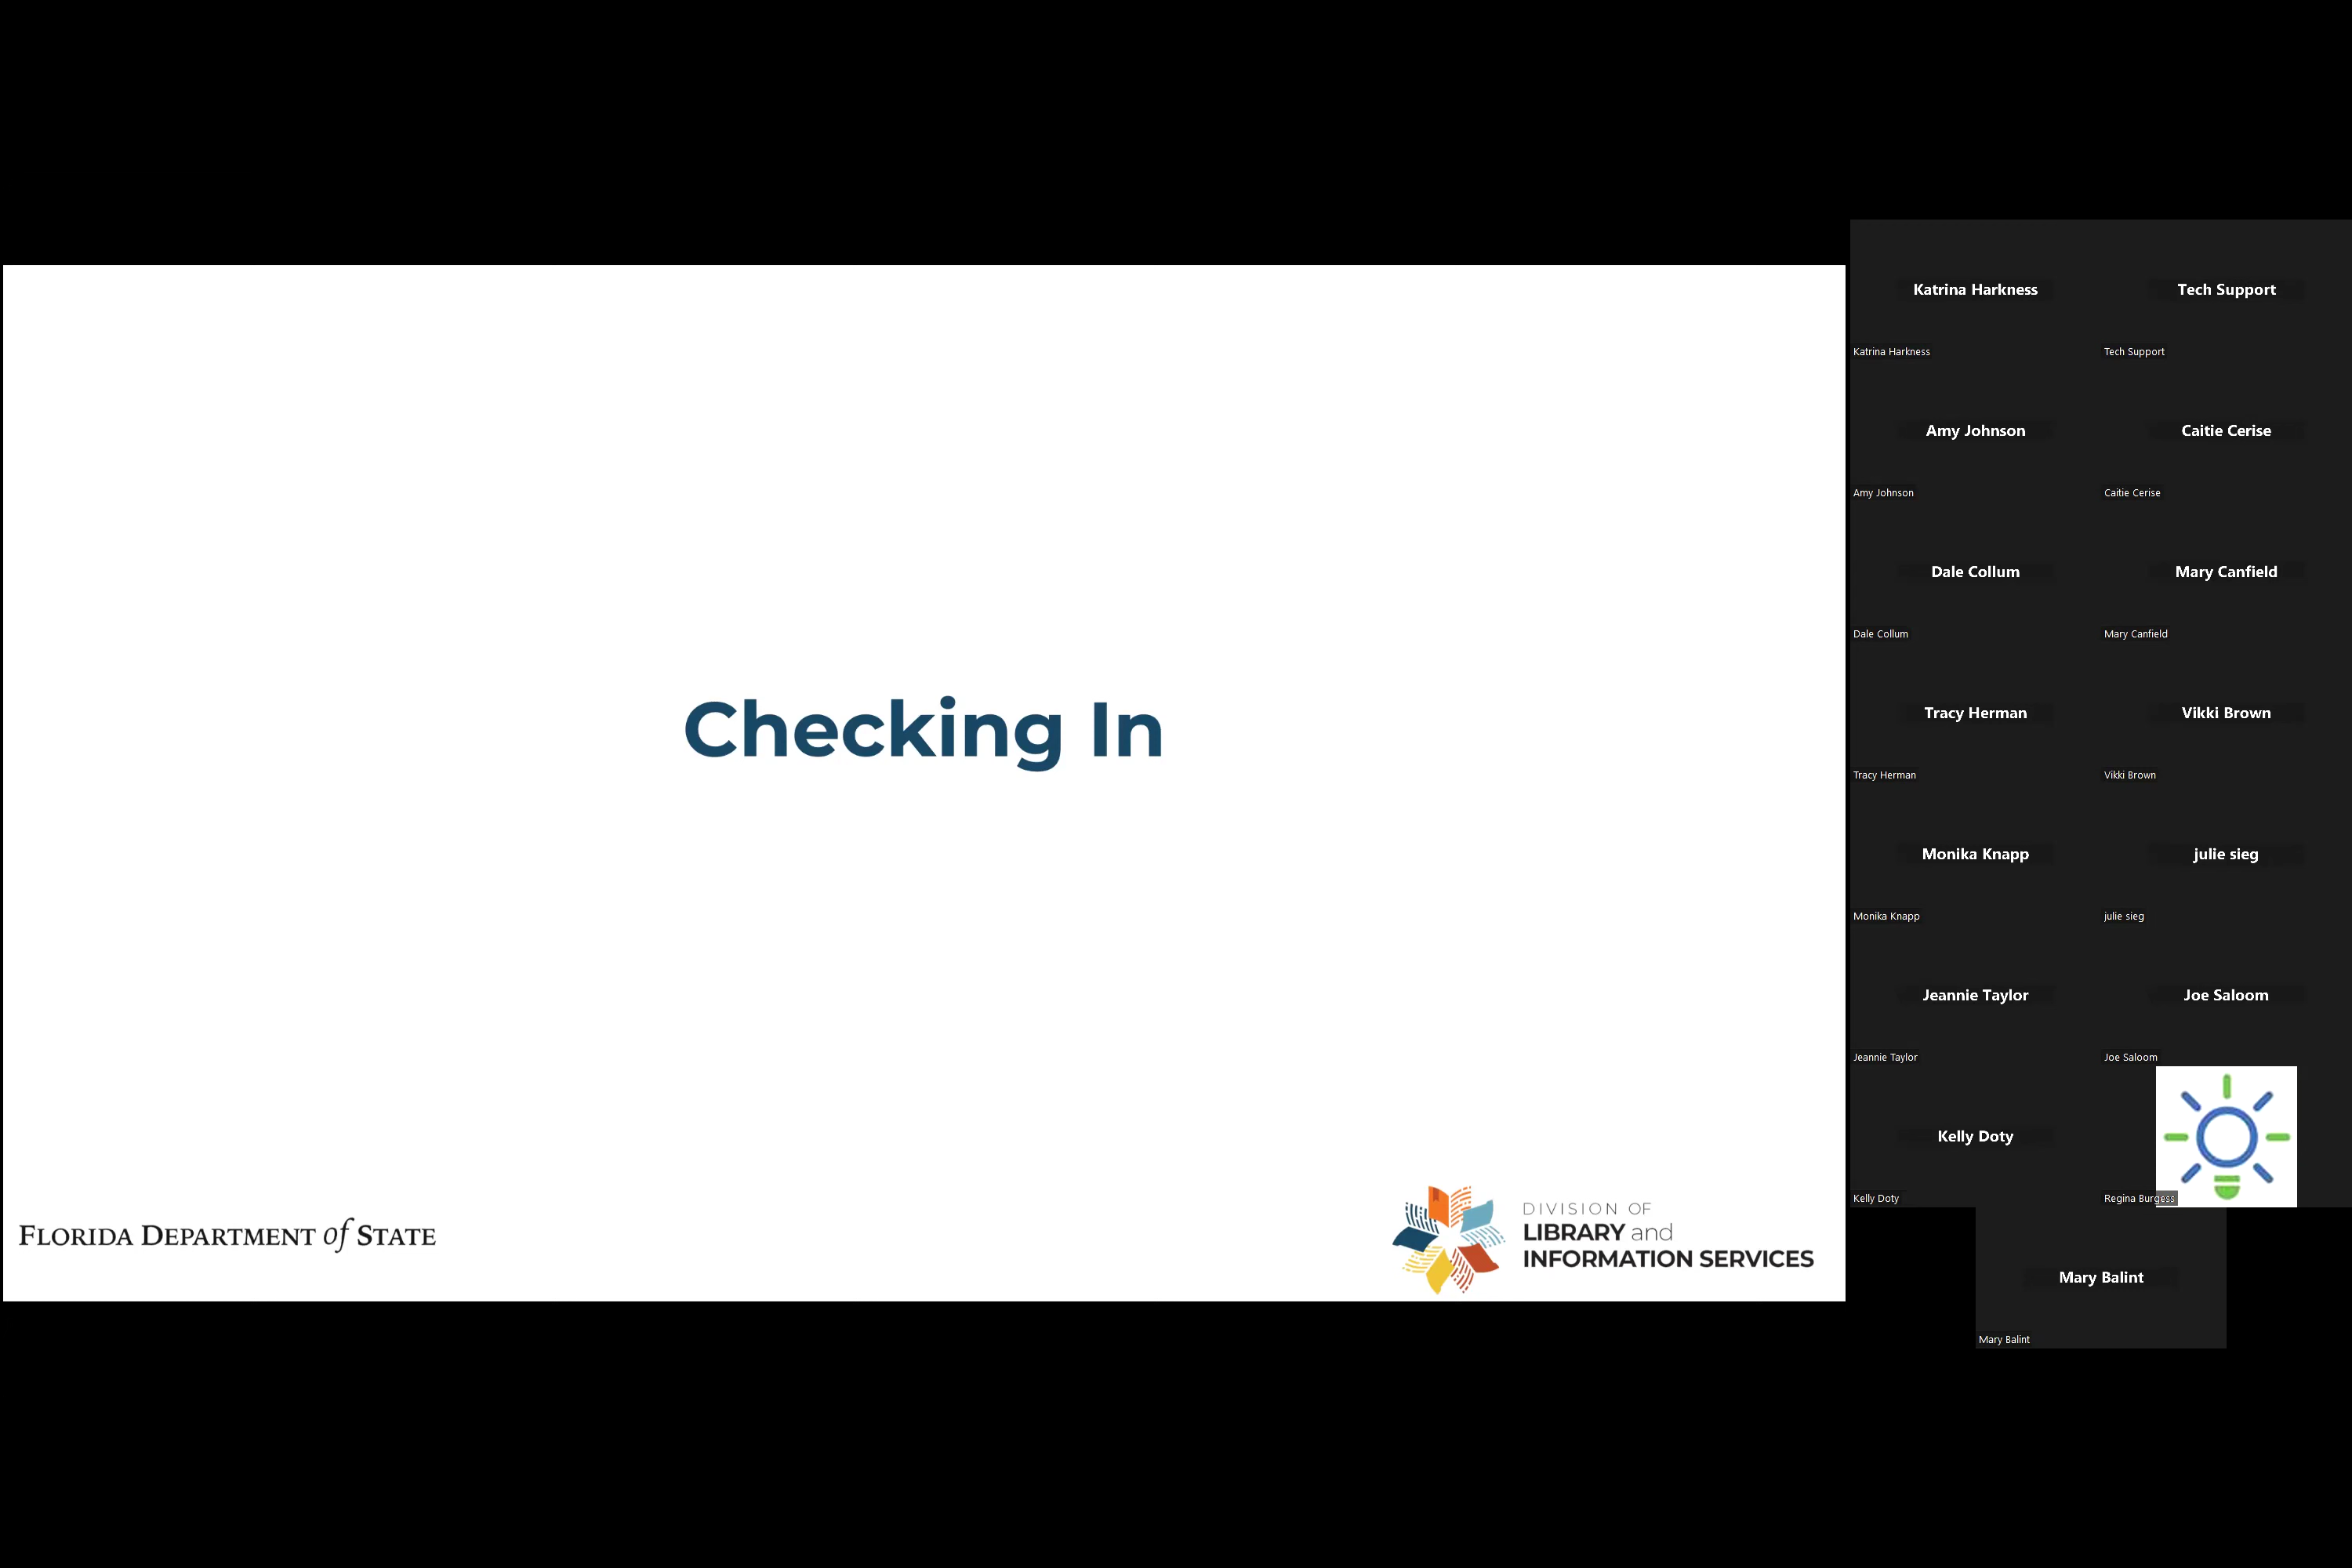 Checking In
FLORIDA DEPARTMENT of STATE
DIVISION OF
LIBRARY and
INFORMATION SERVICES
Katrina Harkness
Katrina Harkness
Tech Support
Tech Support
Amy Johnson
Amy Johnson
Caitie Cerise
Caitie Cerise
Dale Collum
Dale Collum
Mary Canfield
Mary Canfield
Tracy Herman
Tracy Herman
Vikki Brown
Vikki Brown
Monika Knapp
Monika Knapp
julie sieg
julie sieg
Jeannie Taylor
Jeannie Taylor
Joe Saloom
Joe Saloom
Kelly Doty
Kelly Doty
Regina Burgess
Mary Balint
Mary Balint